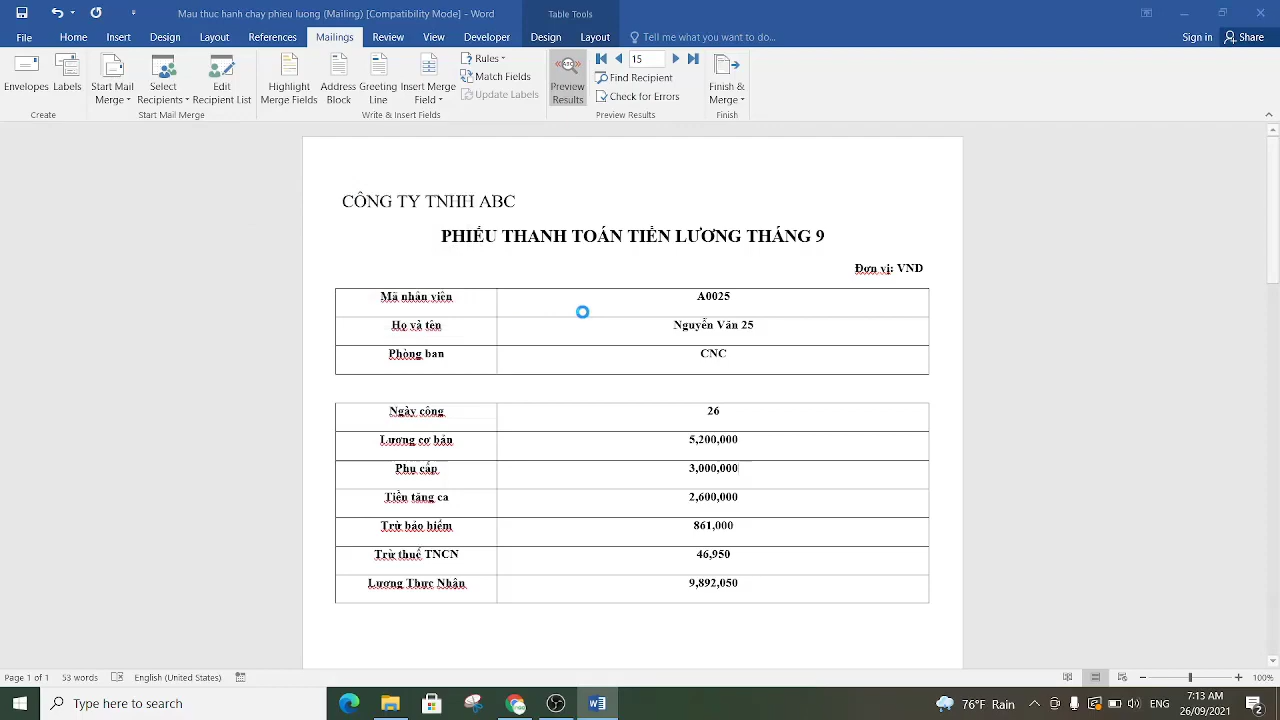 Mau thuc hanh chay phieu luong (mới) [Compatibility Mode] - Word
Table Tools
File Home Insert Design Layout References Mailings Review View Developer Design Layout Tell me what you want to do...
Sign in Share
Envelopes Labels
Create
Start Mail Merge
Select Recipients
Edit Recipient List
Start Mail Merge
Highlight Merge Fields
Address Block
Greeting Line
Insert Merge Field
Rules
Match Fields
Update Labels
Write & Insert Fields
ABC
Preview Results
15
Find Recipient
Check for Errors
Preview Results
Finish & Merge
Finish
CÔNG TY TNHH ABC
PHIẾU THANH TOÁN TIỀN LƯƠNG THÁNG 9
Đơn vị: VND
Mã nhân viên A0025
Họ và tên Nguyễn Văn 25
Phòng ban CNC
Ngày công 26
Lương cơ bản 5,200,000
Phụ cấp 3,000,000
Tiền tăng ca 2,600,000
Trừ bảo hiểm 861,000
Trừ thuế TNCN 46,950
Lương Thực Nhận 9,892,050
Page 1 of 1 53 words English (United States)
100%
Type here to search
76°F Rain
7:13 AM
26/09/2021
2